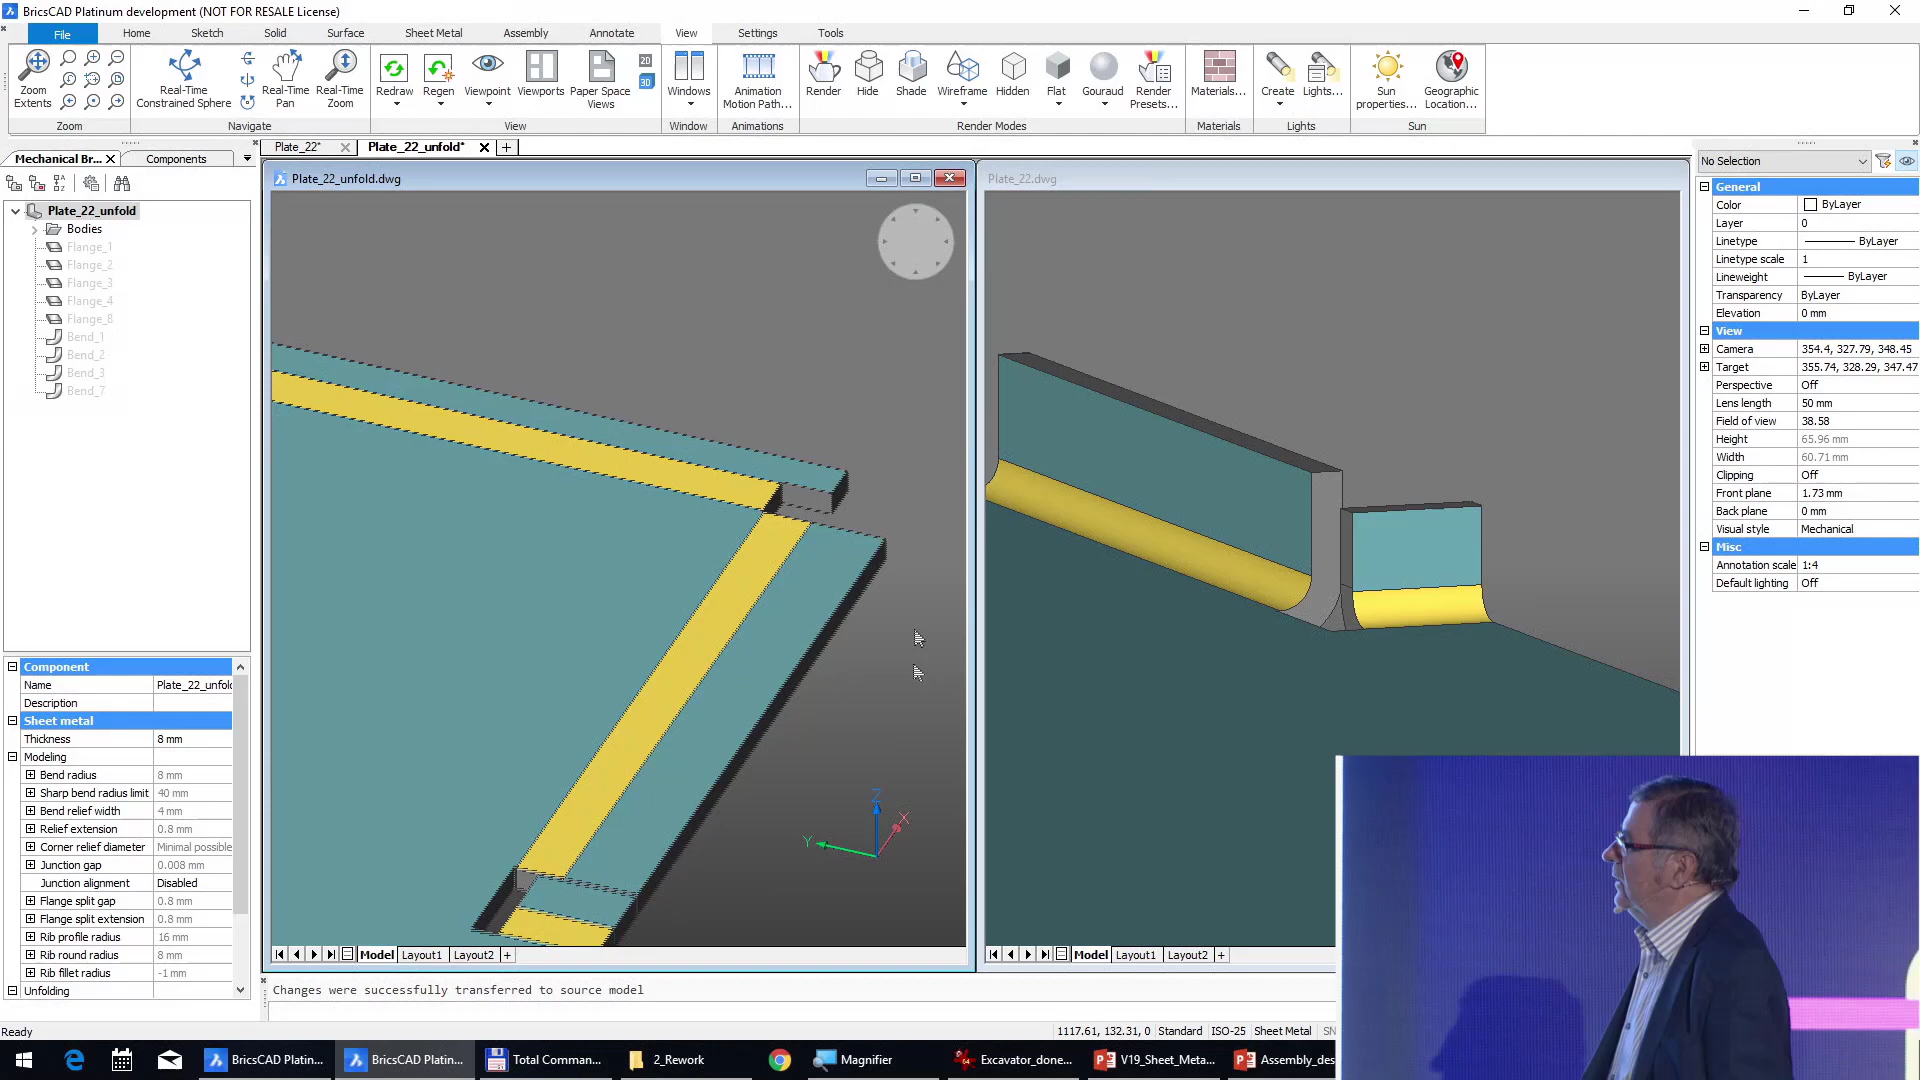 BricsCAD Platinum development (NOT FOR RESALE License)
File Home Sketch Solid Surface Sheet Metal Assembly Annotate View Settings Tools
Zoom Extents
Real-Time Constrained Sphere
Real-Time Pan
Real-Time Zoom
Redraw
Regen
Viewpoint
Viewports
Paper Space Views
2D
3D
Windows
Animation Motion Path...
Render
Hide
Shade
Wireframe
Hidden
Flat
Gouraud
Render Presets...
Materials...
Create
Lights...
Sun properties...
Geographic Location...
Zoom Navigate View Window Animations Render Modes Materials Lights Sun
Mechanical Br... Components
Plate_22* Plate_22_unfold*
Plate_22_unfold
Bodies
Flange_1
Flange_2
Flange_3
Flange_4
Flange_8
Bend_1
Bend_2
Bend_3
Bend_7
Component
Name Plate_22_unfold
Description
Sheet metal
Thickness 8 mm
Modeling
Bend radius 8 mm
Sharp bend radius limit 40 mm
Bend relief width 4 mm
Relief extension 0.8 mm
Corner relief diameter Minimal possible
Junction gap 0.008 mm
Junction alignment Disabled
Flange split gap 0.8 mm
Flange split extension 0.8 mm
Rib profile radius 16 mm
Rib round radius 8 mm
Rib fillet radius -1 mm
Unfolding
Plate_22_unfold.dwg
Z
X
Y
Model Layout1 Layout2 +
Plate_22.dwg
Model Layout1 Layout2 +
No Selection
General
Color ByLayer
Layer 0
Linetype ByLayer
Linetype scale 1
Lineweight ByLayer
Transparency ByLayer
Elevation 0 mm
View
Camera 354.4, 327.79, 348.45
Target 355.74, 328.29, 347.47
Perspective Off
Lens length 50 mm
Field of view 38.58
Height 65.96 mm
Width 60.71 mm
Clipping Off
Front plane 1.73 mm
Back plane 0 mm
Visual style Mechanical
Misc
Annotation scale 1:4
Default lighting Off
Changes were successfully transferred to source model
Ready
1117.61, 132.31, 0 Standard ISO-25 Sheet Metal SN
BricsCAD Platin... BricsCAD Platin... Total Comman... 2_Rework Magnifier Excavator_done... V19_Sheet_Meta... Assembly_des